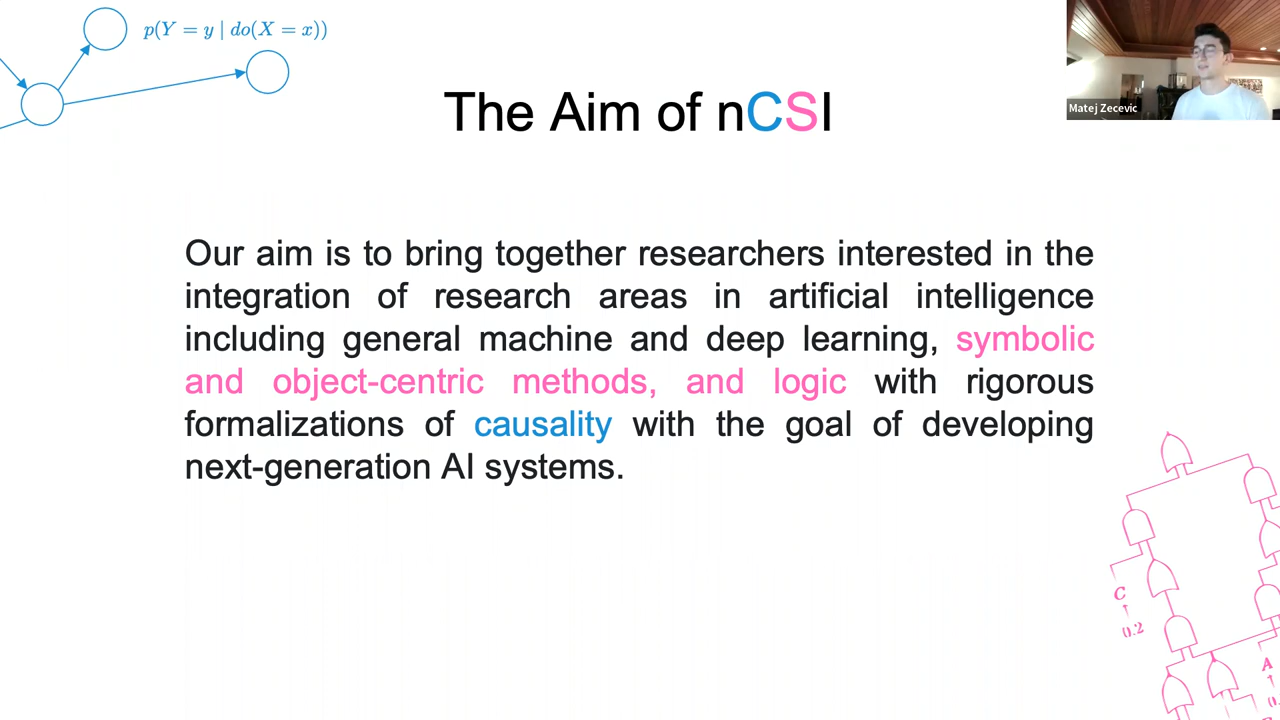 p(Y = y | do(X = x))
Matej Zecevic
The Aim of nCSI
Our aim is to bring together researchers interested in the
integration of research areas in artificial intelligence
including general machine and deep learning, symbolic
and object-centric methods, and logic with rigorous
formalizations of causality with the goal of developing
next-generation AI systems.
C
0.2
A